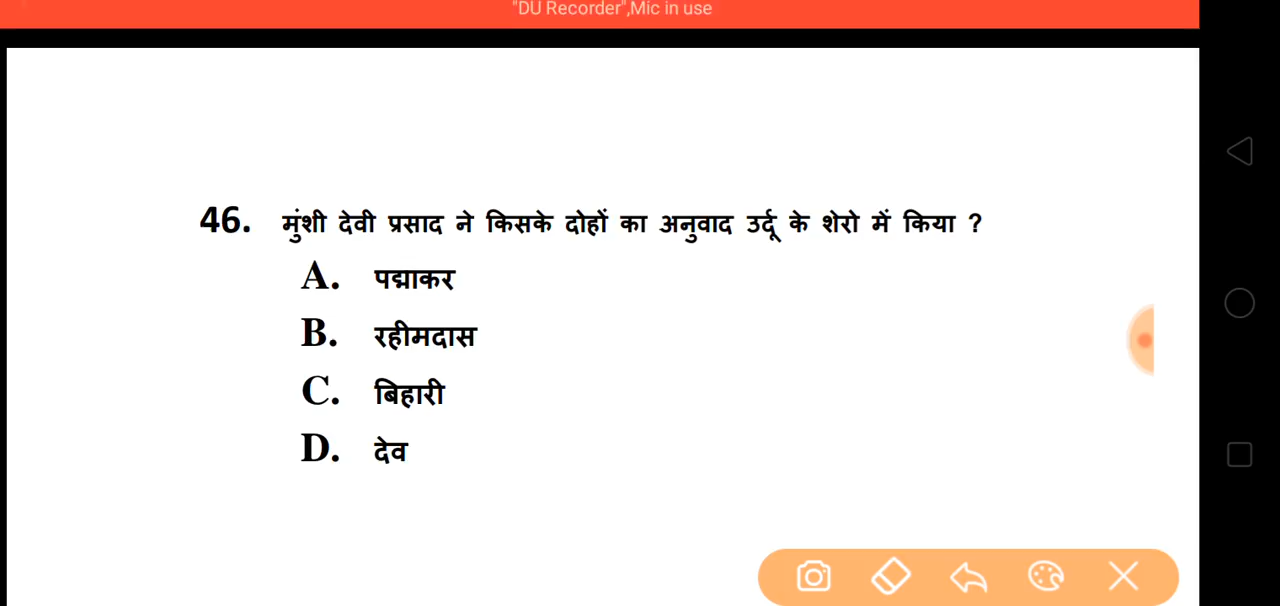 "DU Recorder",Mic in use
46. मुंशी देवी प्रसाद ने किसके दोहों का अनुवाद उर्दू के शेरो में किया ?
A. पद्माकर
B. रहीमदास
C. बिहारी
D. देव